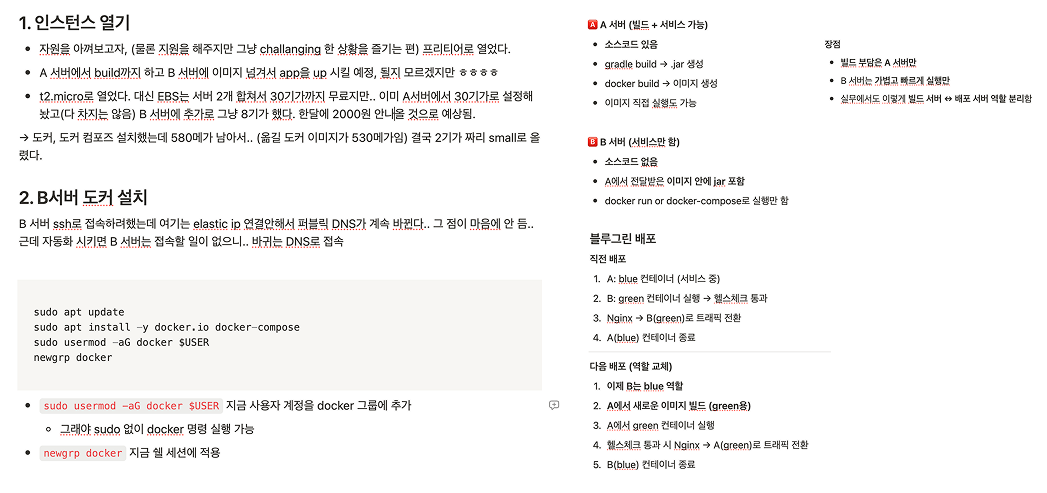 1. 인스턴스 열기
• 자원을 아껴보고자, (물론 지원을 해주지만 그냥 challanging 한 상황을 즐기는 편) 프리티어로 열었다.
• A 서버에서 build까지 하고 B 서버에 이미지 넘겨서 app을 up 시킬 예정, 될지 모르겠지만 ㅎㅎㅎㅎ
• t2.micro로 열었다. 대신 EBS는 서버 2개 합쳐서 30기가까지 무료지만.. 이미 A서버에서 30기가로 설정해
놨고(다 차지는 않음) B 서버에 추가로 그냥 8기가 했다. 한달에 2000원 안나올 것으로 예상됨.
→ 도커, 도커 컴포즈 설치했는데 580메가 남아서.. (옮길 도커 이미지가 530메가임) 결국 2기가 짜리 small로 올
렸다.
2. B서버 도커 설치
B 서버 ssh로 접속하려했는데 여기는 elastic ip 연결안해서 퍼블릭 DNS가 계속 바뀐다.. 그 점이 마음에 안 듬..
근데 자동화 시키면 B 서버는 접속할 일이 없으니.. 바뀌는 DNS로 접속
sudo apt update
sudo apt install -y docker.io docker-compose
sudo usermod -aG docker $USER
newgrp docker
• sudo usermod -aG docker $USER 지금 사용자 계정을 docker 그룹에 추가
○ 그래야 sudo 없이 docker 명령 실행 가능
• newgrp docker 지금 쉘 세션에 적용
🅰 A 서버 (빌드 + 서비스 가능)
• 소스코드 있음
• gradle build → .jar 생성
• docker build → 이미지 생성
• 이미지 직접 실행도 가능
장점
• 빌드 부담은 A 서버만
• B 서버는 가볍고 빠르게 실행만
• 실무에서도 이렇게 빌드 서버 ↔ 배포 서버 역할 분리함
🅱 B 서버 (서비스만 함)
• 소스코드 없음
• A에서 전달받은 이미지 안에 jar 포함
• docker run or docker-compose로 실행만 함
블루그린 배포
직전 배포
1. A: blue 컨테이너 (서비스 중)
2. B: green 컨테이너 실행 → 헬스체크 통과
3. Nginx → B(green)로 트래픽 전환
4. A(blue) 컨테이너 종료
다음 배포 (역할 교체)
1. 이제 B는 blue 역할
2. A에서 새로운 이미지 빌드 (green용)
3. A에서 green 컨테이너 실행
4. 헬스체크 통과 시 Nginx → A(green)로 트래픽 전환
5. B(blue) 컨테이너 종료